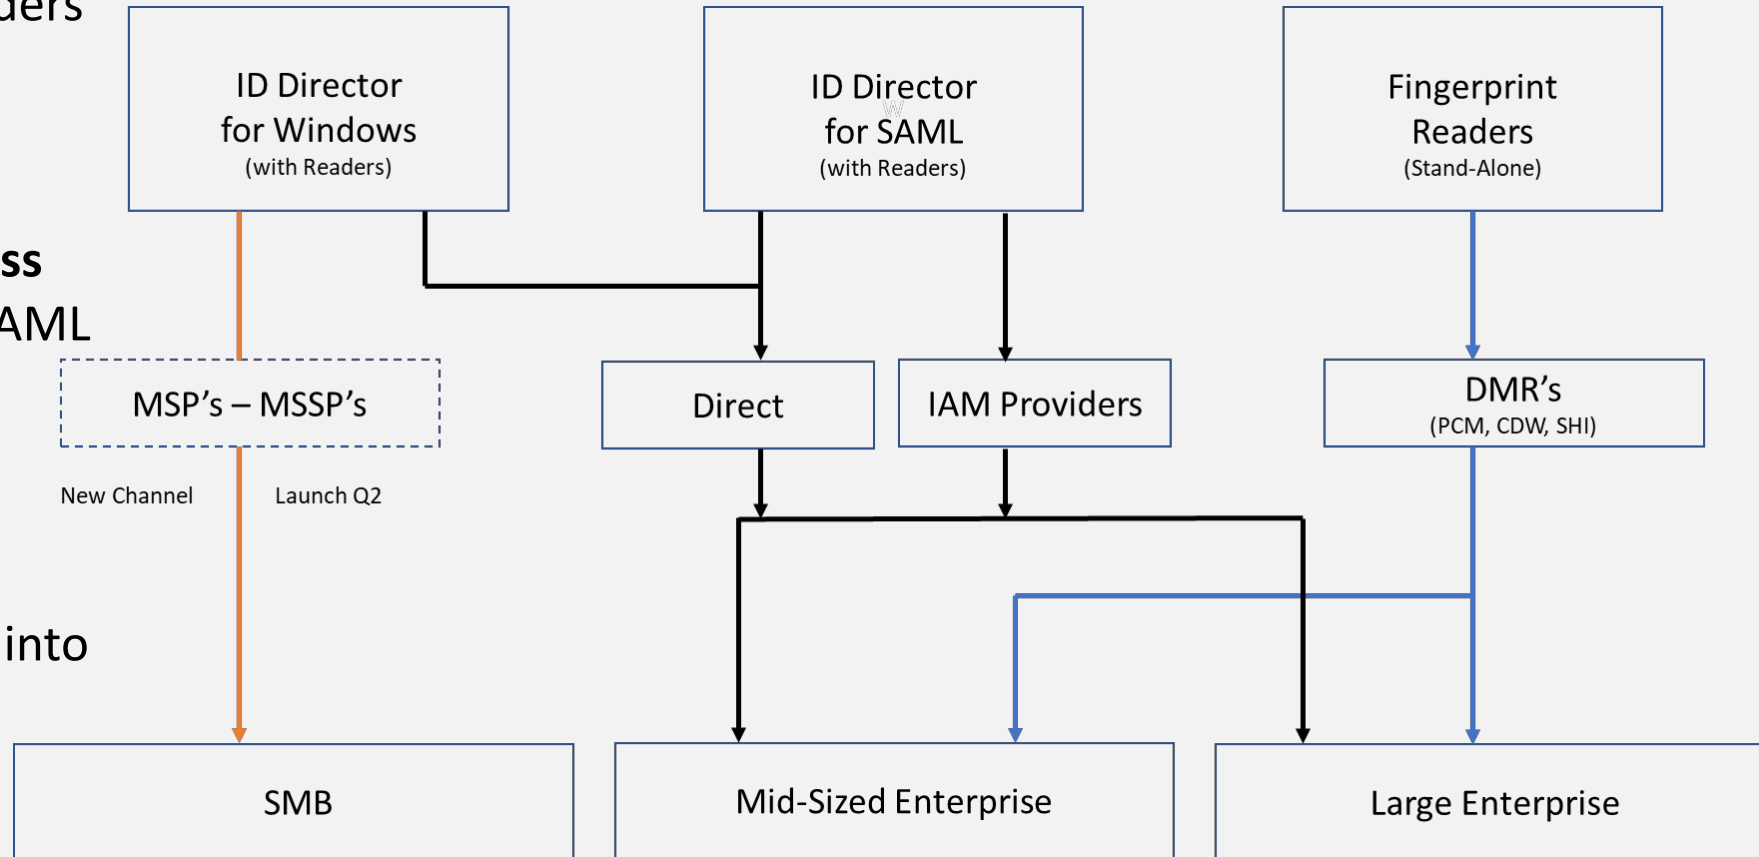 ders
ID Director
for Windows
(with Readers)
ID Director
W
for SAML
(with Readers)
Fingerprint
Readers
(Stand-Alone)
ss
AML
MSP’s – MSSP’s
Direct
IAM Providers
DMR’s
(PCM, CDW, SHI)
New Channel
Launch Q2
into
SMB
Mid-Sized Enterprise
Large Enterprise